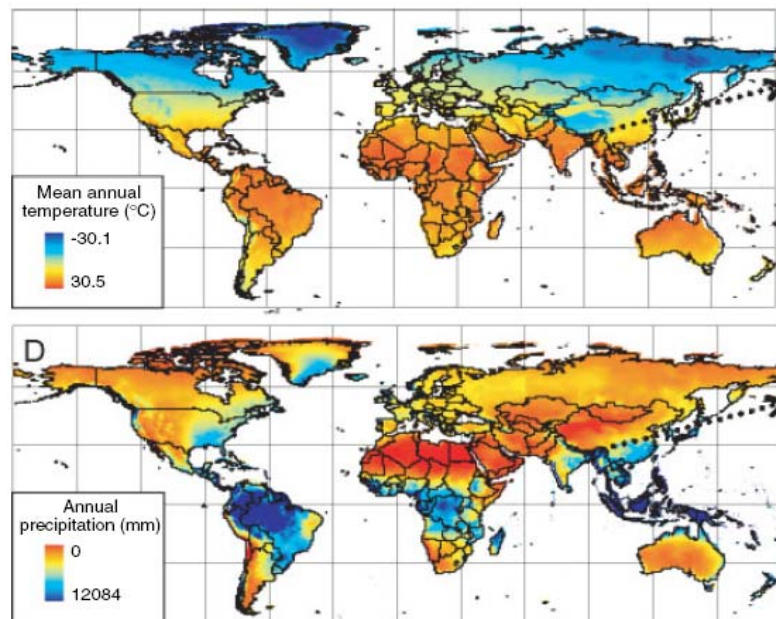 Mean annual
temperature (°C)
-30.1
30.5
D
Annual
precipitation (mm)
0
12084